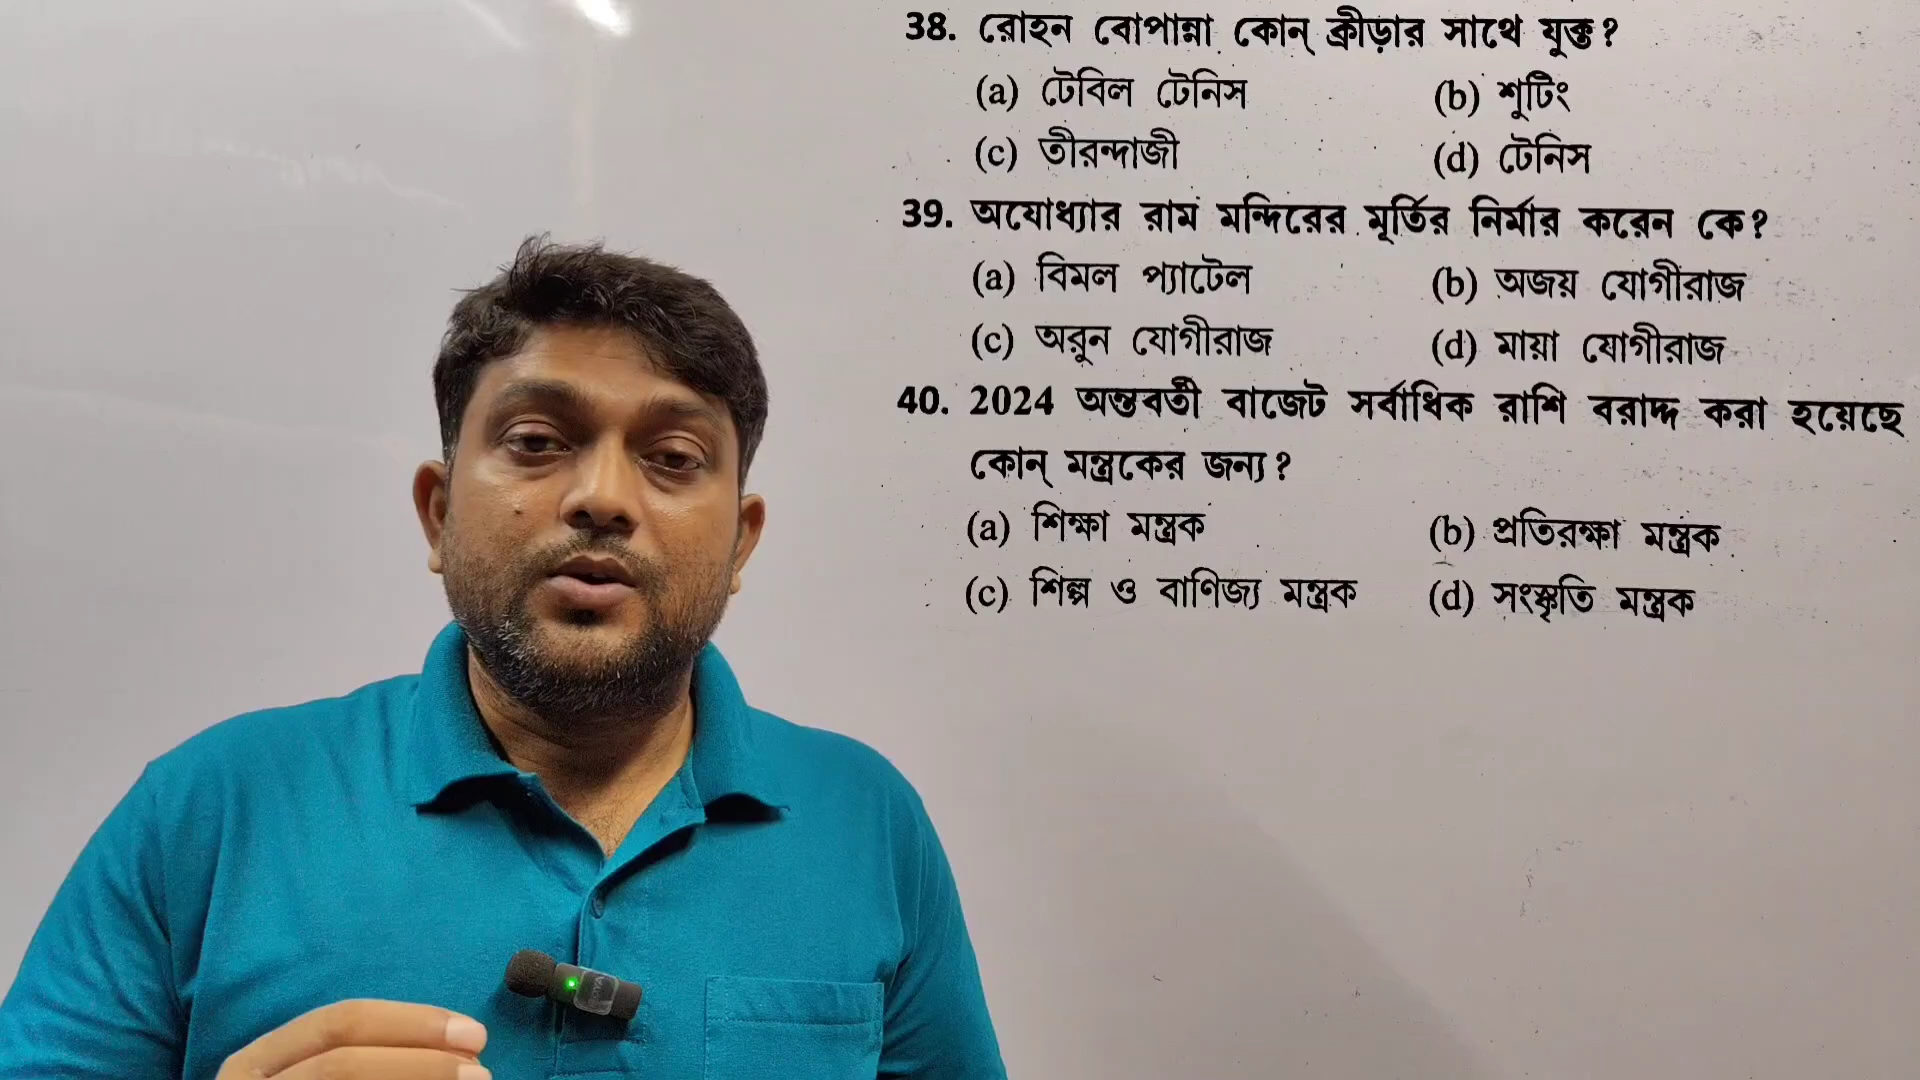 38. রোহন বোপান্না কোন্ ক্রীড়ার সাথে যুক্ত?
(a) টেবিল টেনিস (b) শুটিং
(c) তীরন্দাজী (d) টেনিস
39. অযোধ্যার রাম মন্দিরের মূর্তির নির্মার করেন কে?
(a) বিমল প্যাটেল (b) অজয় যোগীরাজ
(c) অরুন যোগীরাজ (d) মায়া যোগীরাজ
40. 2024 অন্তবর্তী বাজেট সর্বাধিক রাশি বরাদ্দ করা হয়েছে
কোন্ মন্ত্রকের জন্য?
(a) শিক্ষা মন্ত্রক (b) প্রতিরক্ষা মন্ত্রক
(c) শিল্প ও বাণিজ্য মন্ত্রক (d) সংস্কৃতি মন্ত্রক